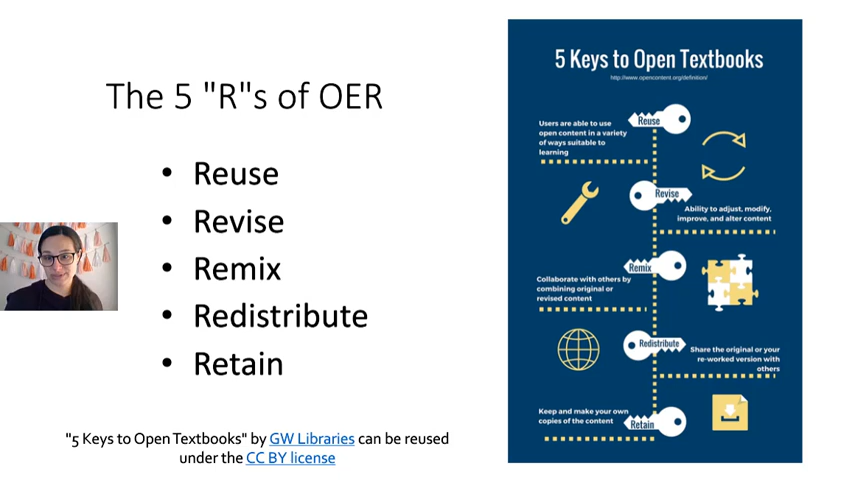 The 5 "R"s of OER
• Reuse
• Revise
• Remix
• Redistribute
• Retain
"5 Keys to Open Textbooks" by GW Libraries can be reused
under the CC BY license
5 Keys to Open Textbooks
http://www.opencontent.org/definition/
Reuse
Users are able to use
open content in a variety
of ways suitable to
learning
Revise
Ability to adjust, modify,
improve, and alter content
Remix
Collaborate with others by
combining original or
revised content
Redistribute
Share the original or your
re-worked version with
others
Retain
Keep and make your own
copies of the content